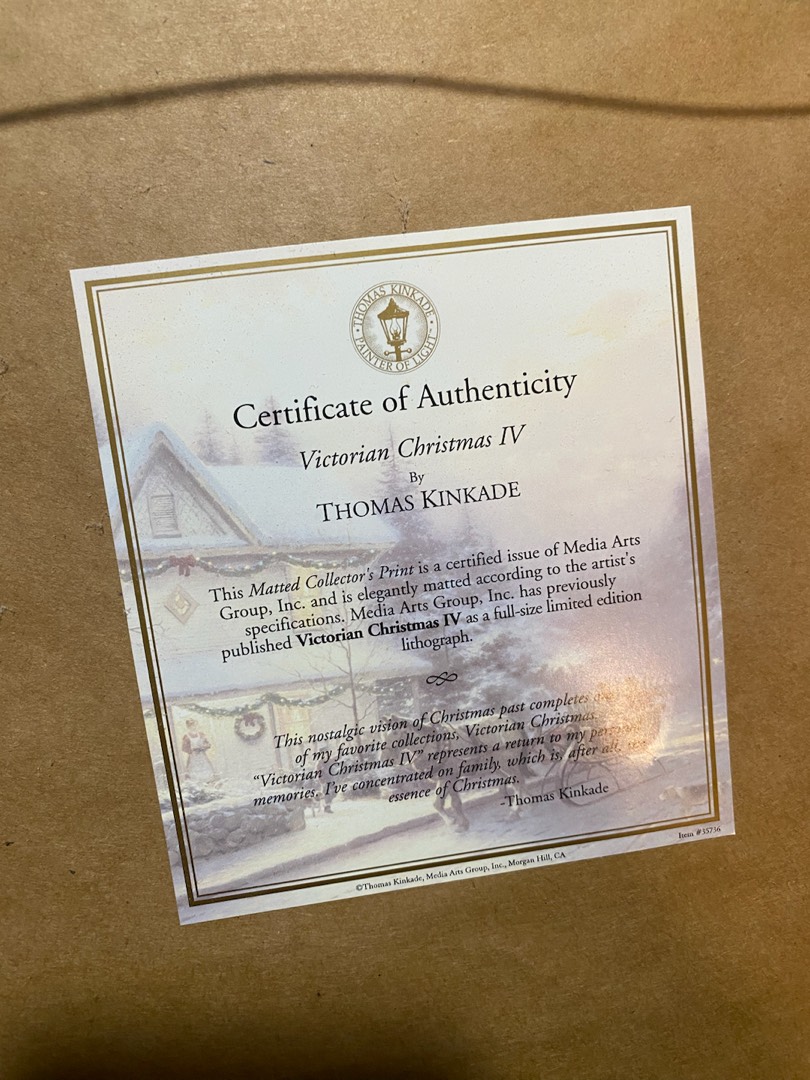 THOMAS KINKADE
PAINTER OF LIGHT
Certificate of Authenticity
Victorian Christmas IV
By
THOMAS KINKADE
This Matted Collector's Print is a certified issue of Media Arts
Group, Inc. and is elegantly matted according to the artist's
specifications. Media Arts Group, Inc. has previously
published Victorian Christmas IV as a full-size limited edition
lithograph.
This nostalgic vision of Christmas past completes
of my favorite collections, Victorian Christmas.
"Victorian Christmas IV" represents a return to my
memories. I've concentrated on family, which is, after all,
essence of Christmas.
-Thomas Kinkade
Item #55736
©Thomas Kinkade, Media Arts Group, Inc., Morgan Hill, CA